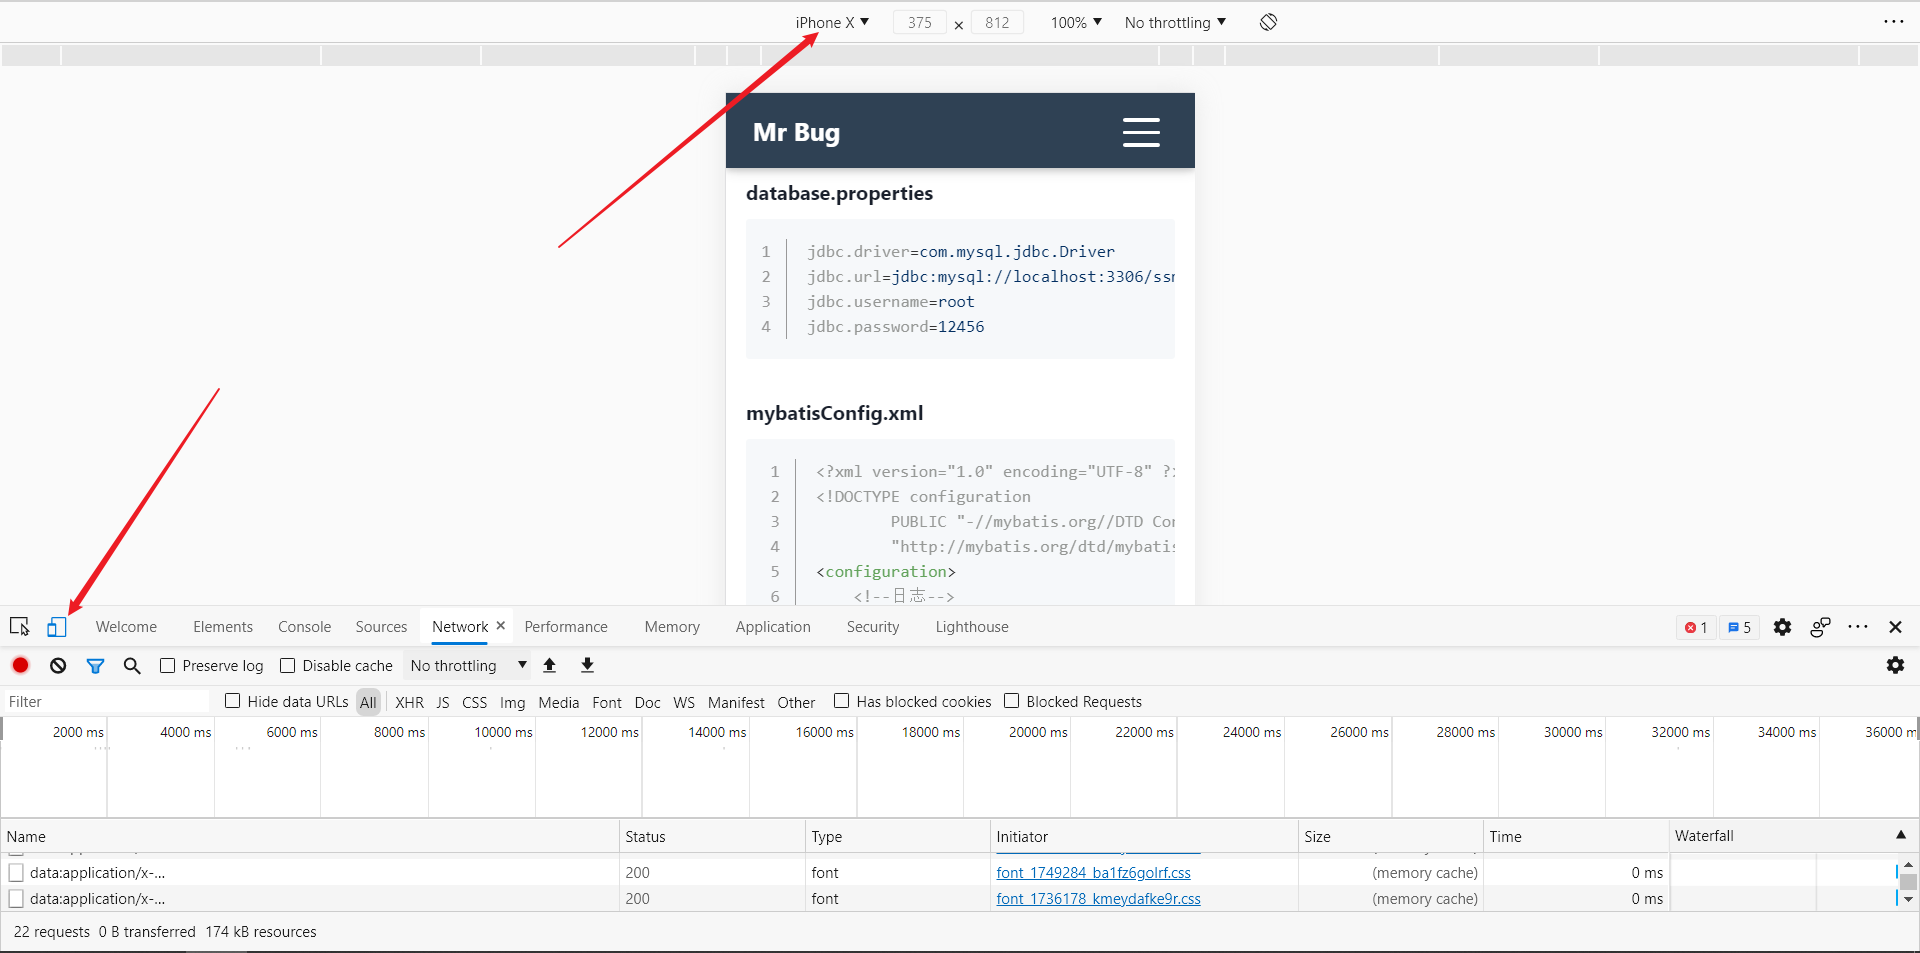 iPhone X ▼ 375 × 812 100% ▼ No throttling ▼
Mr Bug
database.properties
1 jdbc.driver=com.mysql.jdbc.Driver
2 jdbc.url=jdbc:mysql://localhost:3306/ssm
3 jdbc.username=root
4 jdbc.password=12456
mybatisConfig.xml
1 <?xml version="1.0" encoding="UTF-8" ?
2 <!DOCTYPE configuration
3 PUBLIC "-//mybatis.org//DTD Con
4 "http://mybatis.org/dtd/mybatis
5 <configuration>
6 <!--日志-->
Welcome Elements Console Sources Network × Performance Memory Application Security Lighthouse 1 5
Preserve log Disable cache No throttling ▼
Filter Hide data URLs All XHR JS CSS Img Media Font Doc WS Manifest Other Has blocked cookies Blocked Requests
2000 ms 4000 ms 6000 ms 8000 ms 10000 ms 12000 ms 14000 ms 16000 ms 18000 ms 20000 ms 22000 ms 24000 ms 26000 ms 28000 ms 30000 ms 32000 ms 34000 ms 36000 m
Name Status Type Initiator Size Time Waterfall ▲
data:application/x-... 200 font font_1749284_ba1fz6golrf.css (memory cache) 0 ms
data:application/x-... 200 font font_1736178_kmeydafke9r.css (memory cache) 0 ms
22 requests 0 B transferred 174 kB resources